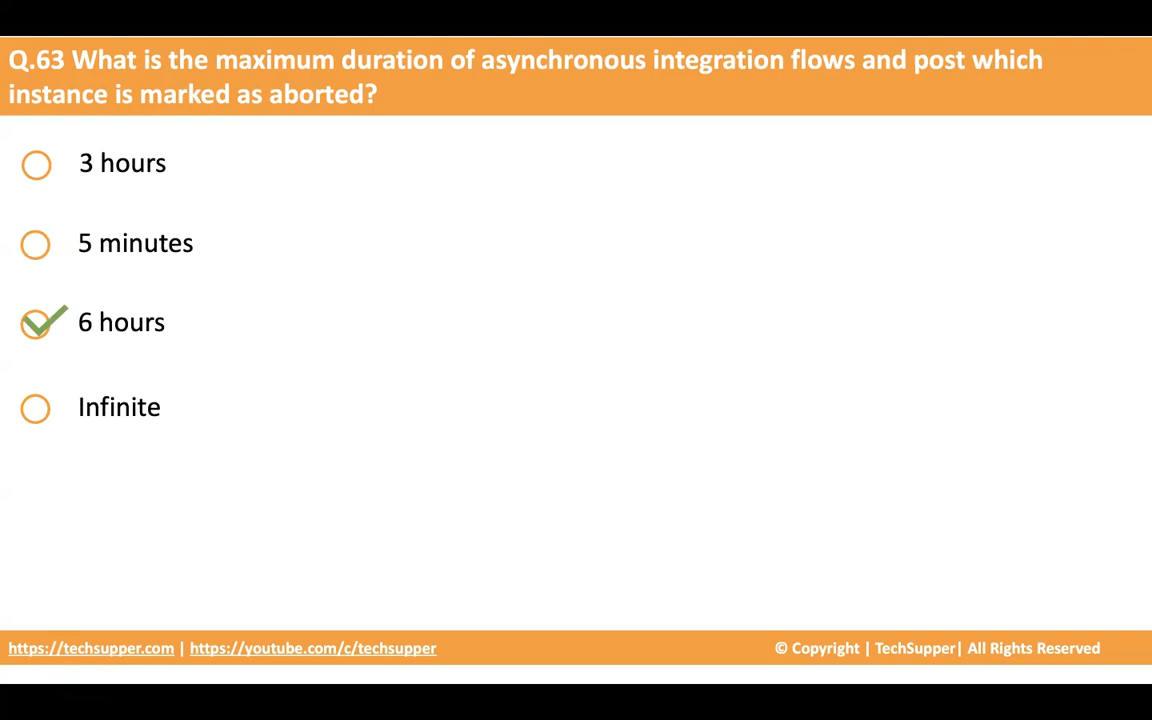 Q.63 What is the maximum duration of asynchronous integration flows and post which
instance is marked as aborted?
3 hours
5 minutes
6 hours
Infinite
https://techsupper.com | https://youtube.com/c/techsupper
© Copyright | TechSupper| All Rights Reserved